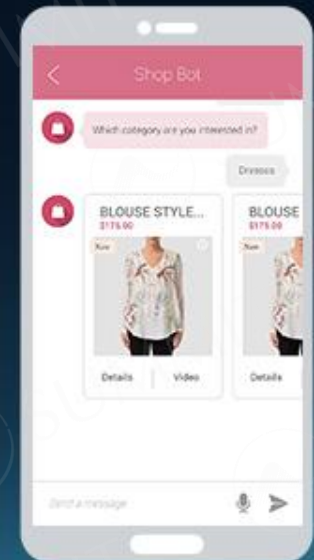 Shop Bot
Which category are you interested in?
Dresses
BLOUSE STYLE...
$175.00
New
Details
Video
BLOUSE
$175.00
New
Details
Send a message